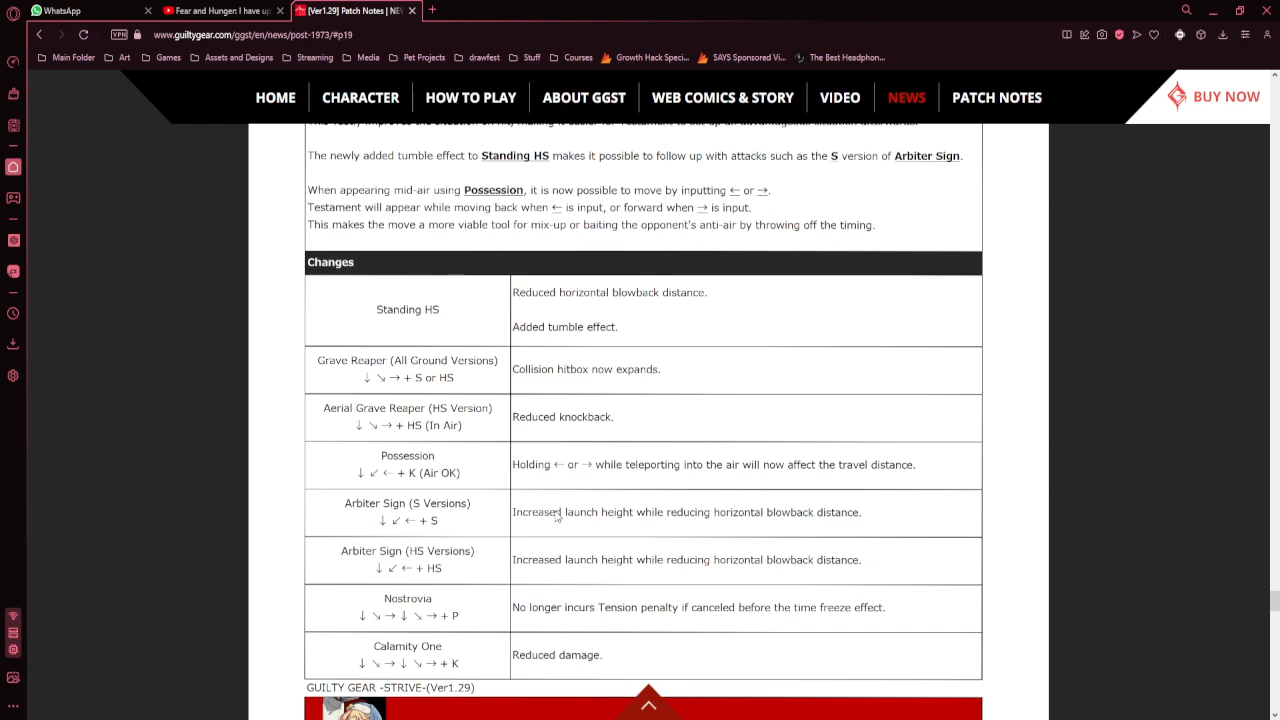 WhatsApp
Fear and Hunger: I have up
[Ver1.29] Patch Notes | NE
VPN
www.guiltygear.com/ggst/en/news/post-1973/#p19
Main Folder
Art
Games
Assets and Designs
Streaming
Media
Pet Projects
drawfest
Stuff
Courses
Growth Hack Speci...
SAYS Sponsored Vi...
The Best Headphon...
HOME
CHARACTER
HOW TO PLAY
ABOUT GGST
WEB COMICS & STORY
VIDEO
NEWS
PATCH NOTES
BUY NOW
The newly added tumble effect to Standing HS makes it possible to follow up with attacks such as the S version of Arbiter Sign.
When appearing mid-air using Possession, it is now possible to move by inputting ← or →.
Testament will appear while moving back when ← is input, or forward when → is input.
This makes the move a more viable tool for mix-up or baiting the opponent's anti-air by throwing off the timing.
Changes
Standing HS
Reduced horizontal blowback distance.
Added tumble effect.
Grave Reaper (All Ground Versions)
↓ ↘ → + S or HS
Collision hitbox now expands.
Aerial Grave Reaper (HS Version)
↓ ↘ → + HS (In Air)
Reduced knockback.
Possession
↓ ↙ ← + K (Air OK)
Holding ← or → while teleporting into the air will now affect the travel distance.
Arbiter Sign (S Versions)
↓ ↙ ← + S
Increased launch height while reducing horizontal blowback distance.
Arbiter Sign (HS Versions)
↓ ↙ ← + HS
Increased launch height while reducing horizontal blowback distance.
Nostrovia
↓ ↘ → ↓ ↘ → + P
No longer incurs Tension penalty if canceled before the time freeze effect.
Calamity One
↓ ↘ → ↓ ↘ → + K
Reduced damage.
GUILTY GEAR -STRIVE-(Ver1.29)